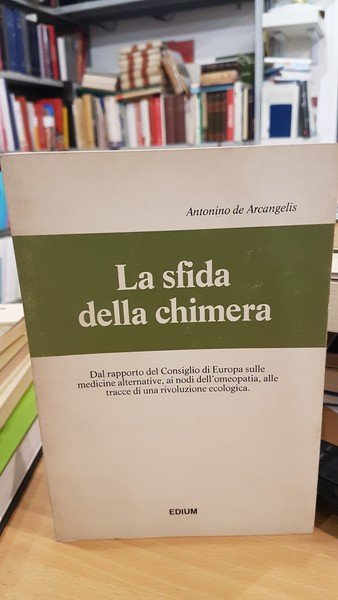 Antonino de Arcangelis
La sfida
della chimera
Dal rapporto del Consiglio di Europa sulle
medicine alternative, ai nodi dell'omeopatia, alle
tracce di una rivoluzione ecologica.
EDIUM